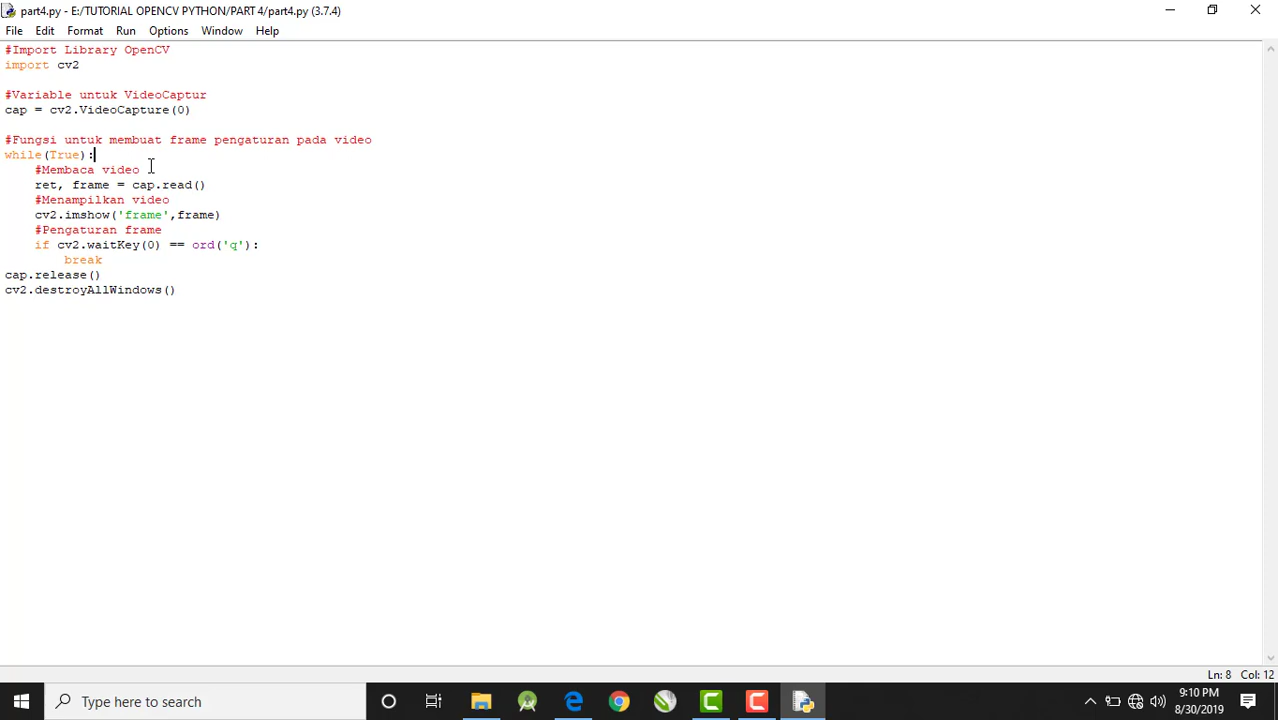 part4.py - E:/TUTORIAL OPENCV PYTHON/PART 4/part4.py (3.7.4)
File Edit Format Run Options Window Help
#Import Library OpenCV
import cv2
#Variable untuk VideoCaptur
cap = cv2.VideoCapture(0)
#Fungsi untuk membuat frame pengaturan pada video
while(True):
#Membaca video
ret, frame = cap.read()
#Menampilkan video
cv2.imshow('frame',frame)
#Pengaturan frame
if cv2.waitKey(0) == ord('q'):
break
cap.release()
cv2.destroyAllWindows()
Ln: 8 Col: 12
Type here to search
9:10 PM
8/30/2019